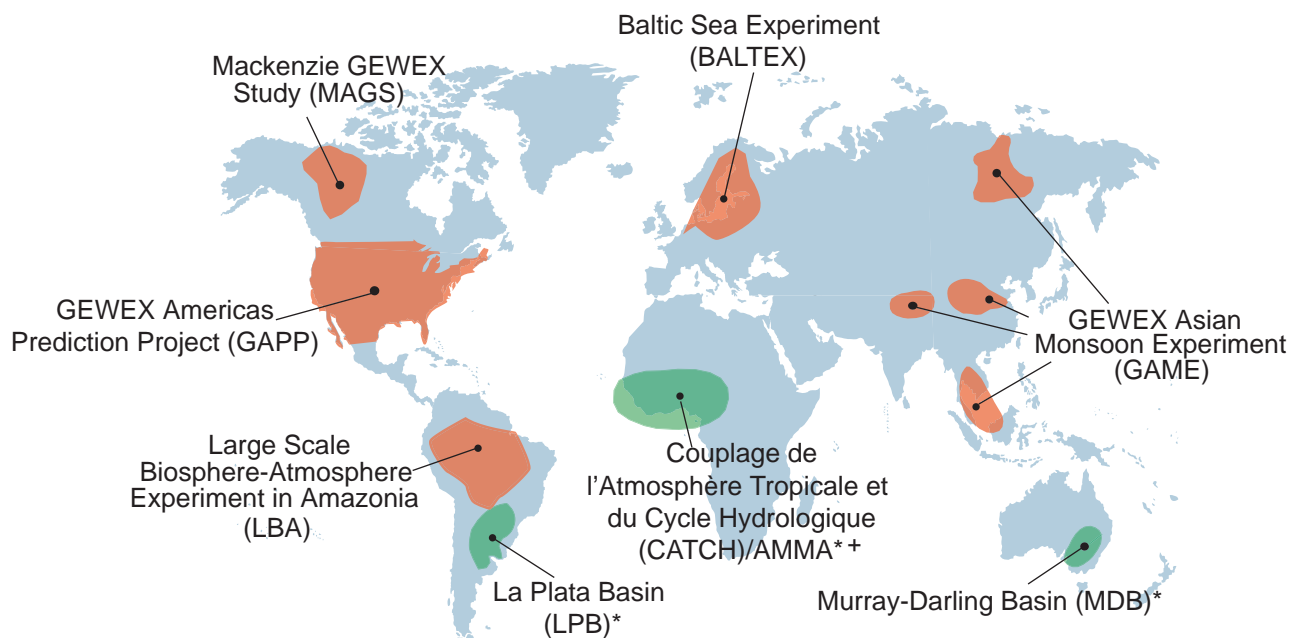 Baltic Sea Experiment
(BALTEX)
Mackenzie GEWEX
Study (MAGS)
GEWEX Americas
Prediction Project (GAPP)
GEWEX Asian
Monsoon Experiment
(GAME)
Large Scale
Biosphere-Atmosphere
Experiment in Amazonia
(LBA)
Couplage de
l’Atmosphère Tropicale et
du Cycle Hydrologique
(CATCH)/AMMA*+
La Plata Basin
(LPB)*
Murray-Darling Basin (MDB)*